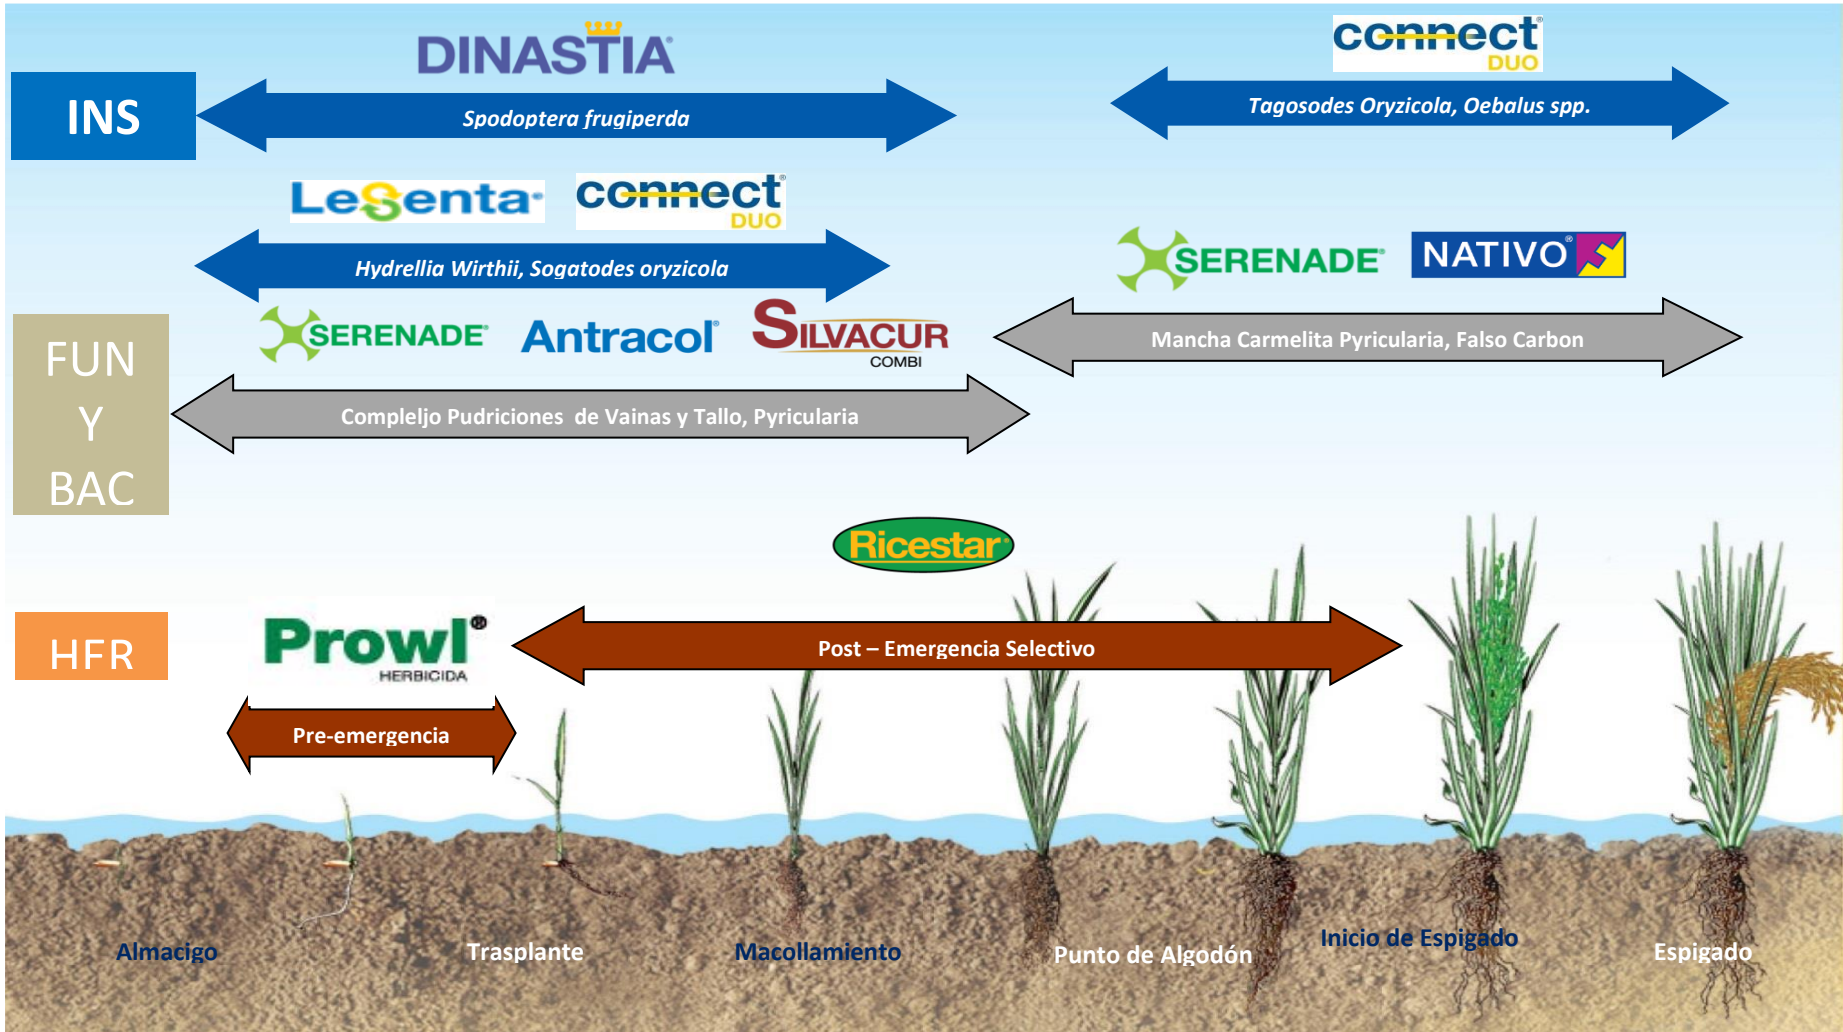 DINASTIA®
connect®
DUO
INS
Spodoptera frugiperda
Tagosodes Oryzicola, Oebalus spp.
LeSenta®
connect®
DUO
Hydrellia Wirthii, Sogatodes oryzicola
SERENADE®
NATIVO®
FUN
Y
BAC
SERENADE®
Antracol®
SILVACUR
COMBI
Mancha Carmelita Pyricularia, Falso Carbon
Compleljo Pudriciones de Vainas y Tallo, Pyricularia
Ricestar®
HFR
Prowl®
HERBICIDA
Post – Emergencia Selectivo
Pre-emergencia
Almacigo
Trasplante
Macollamiento
Punto de Algodón
Inicio de Espigado
Espigado